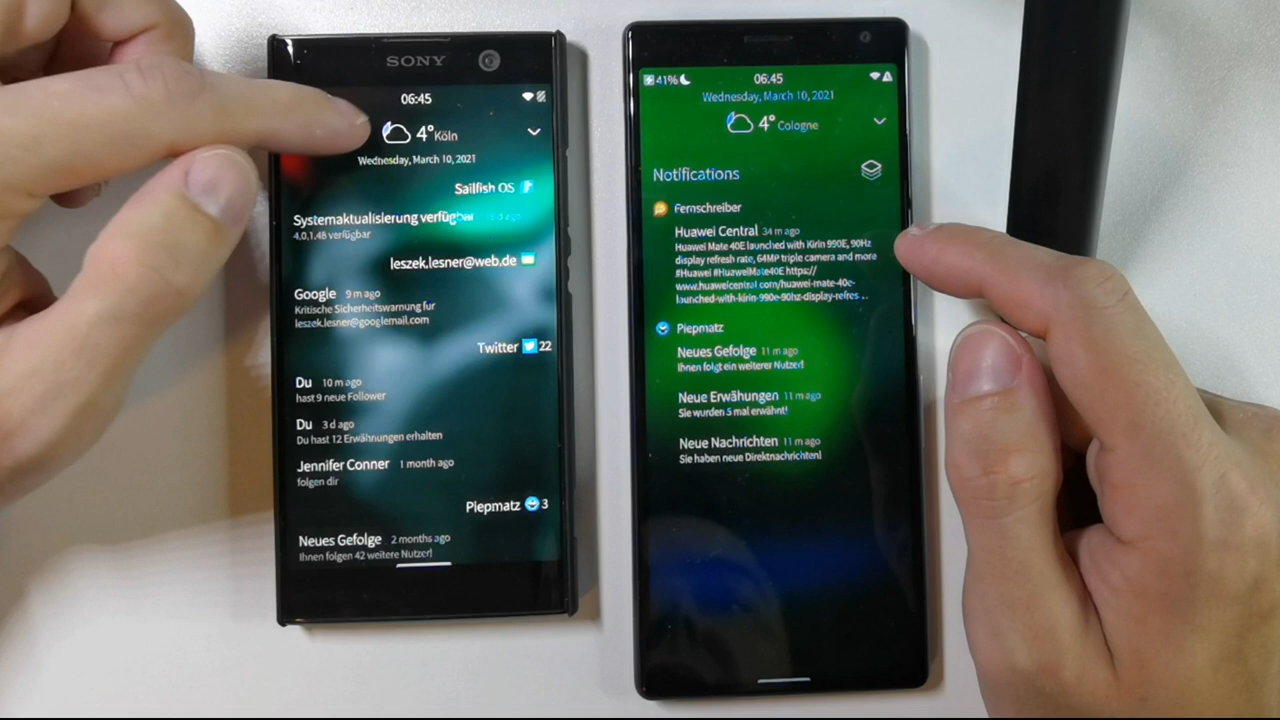 SONY
06:45
4° Köln
Wednesday, March 10, 2021
Sailfish OS
Systemaktualisierung verfügbar
4.0.1.48 verfügbar
leszek.lesner@web.de
Google 9 m ago
Kritische Sicherheitswarnung für
leszek.lesner@googlemail.com
Twitter 22
Du 10 m ago
hast 9 neue Follower
Du 3 d ago
Du hast 12 Erwähnungen erhalten
Jennifer Conner 1 month ago
folgen dir
Piepmatz 3
Neues Gefolge 2 months ago
Ihnen folgen 42 weitere Nutzer!
41% 06:45
Wednesday, March 10, 2021
4° Cologne
Notifications
Fernschreiber
Huawei Central 34 m ago
Huawei Mate 40E launched with Kirin 990E, 90Hz
display refresh rate, 64MP triple camera and more
#Huawei #HuaweiMate40E https://
www.huaweicentral.com/huawei-mate-40e-
launched-with-kirin-990e-90hz-display-refres…
Piepmatz
Neues Gefolge 11 m ago
Ihnen folgt ein weiterer Nutzer!
Neue Erwähungen 11 m ago
Sie wurden 5 mal erwähnt!
Neue Nachrichten 11 m ago
Sie haben neue Direktnachrichten!